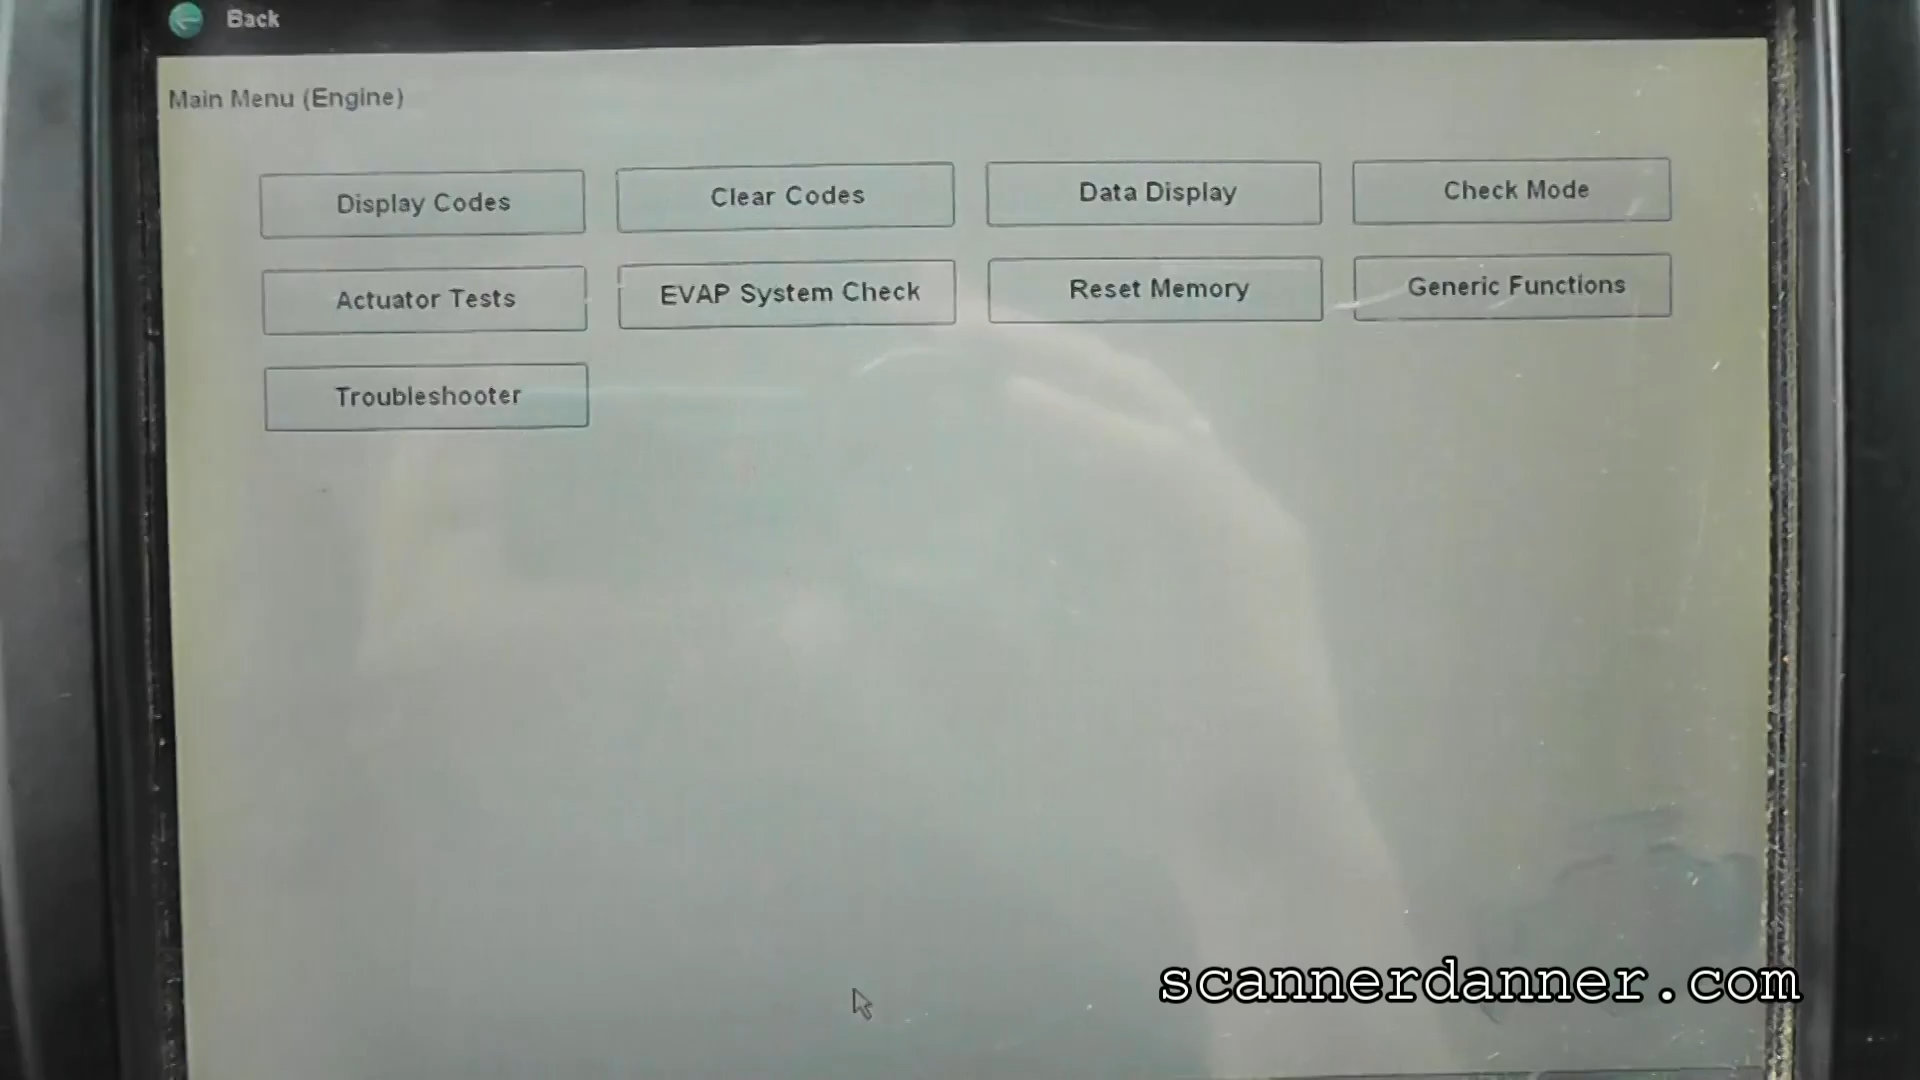 Back
Main Menu (Engine)
Display Codes
Clear Codes
Data Display
Check Mode
Actuator Tests
EVAP System Check
Reset Memory
Generic Functions
Troubleshooter
scannerdanner.com